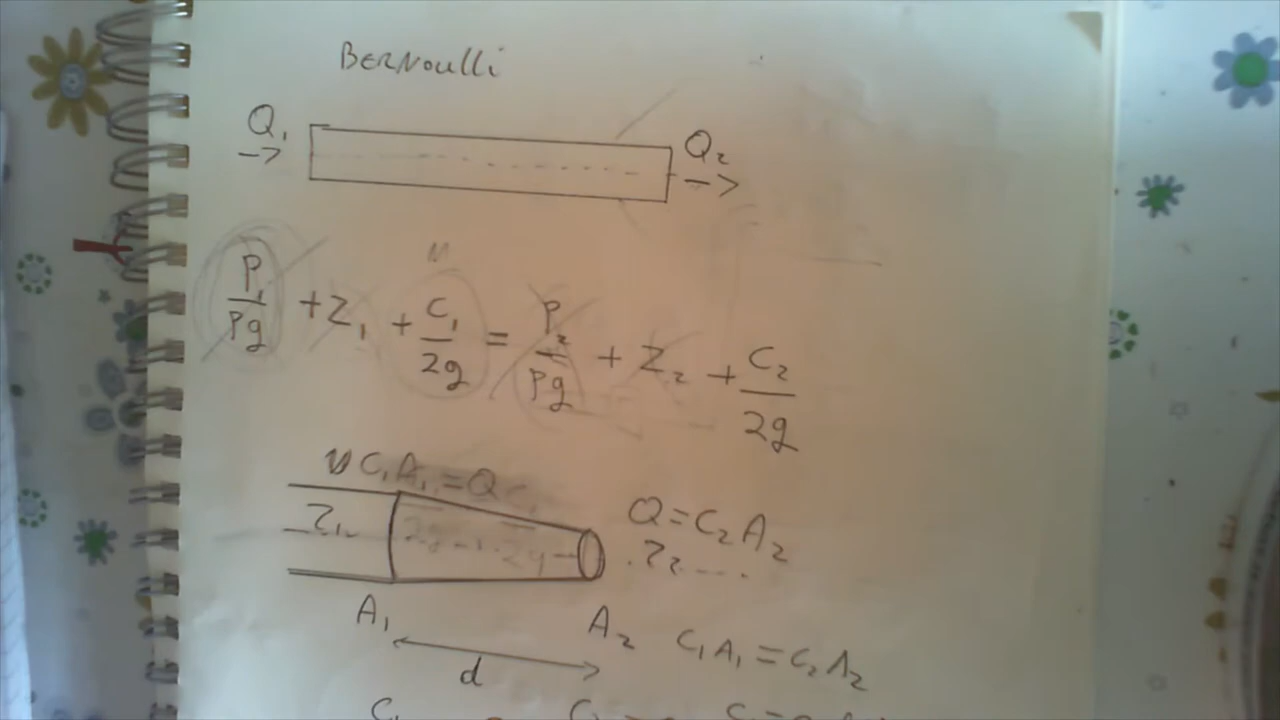 BERNOULLI
Q₁ → Q₂ →
P₁/ρg + Z₁ + C₁/2g = P₂/ρg + Z₂ + C₂/2g
C₁A₁ = Q
Z₁ Q = C₂A₂
Z₂
A₁ A₂ C₁A₁ = C₂A₂
d